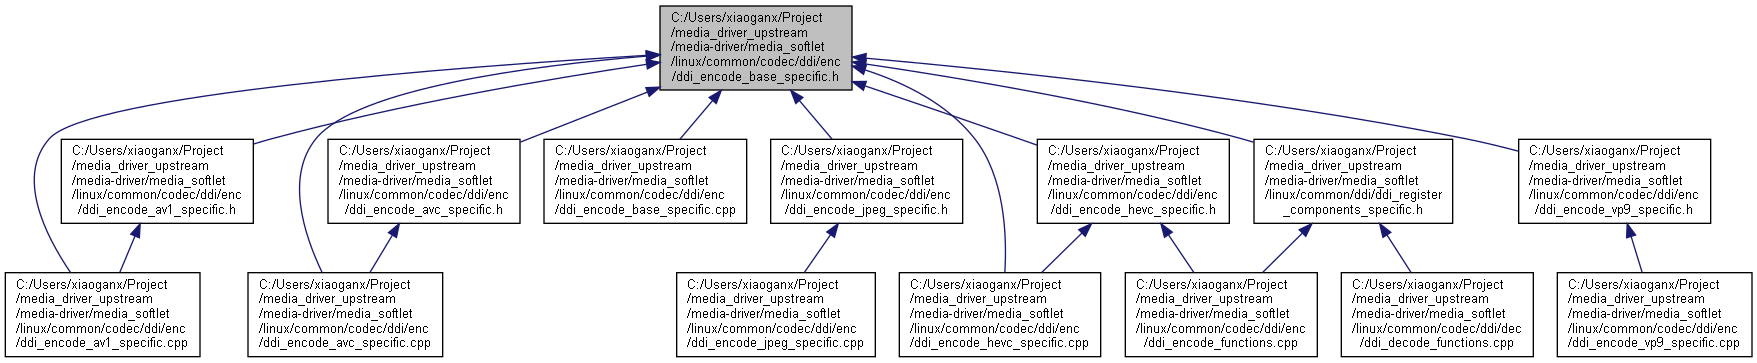 C:/Users/xiaoganx/Project
/media_driver_upstream
/media-driver/media_softlet
/linux/common/codec/ddi/enc
/ddi_encode_base_specific.h
C:/Users/xiaoganx/Project
/media_driver_upstream
/media-driver/media_softlet
/linux/common/codec/ddi/enc
/ddi_encode_av1_specific.h
C:/Users/xiaoganx/Project
/media_driver_upstream
/media-driver/media_softlet
/linux/common/codec/ddi/enc
/ddi_encode_avc_specific.h
C:/Users/xiaoganx/Project
/media_driver_upstream
/media-driver/media_softlet
/linux/common/codec/ddi/enc
/ddi_encode_base_specific.cpp
C:/Users/xiaoganx/Project
/media_driver_upstream
/media-driver/media_softlet
/linux/common/codec/ddi/enc
/ddi_encode_jpeg_specific.h
C:/Users/xiaoganx/Project
/media_driver_upstream
/media-driver/media_softlet
/linux/common/codec/ddi/enc
/ddi_encode_hevc_specific.h
C:/Users/xiaoganx/Project
/media_driver_upstream
/media-driver/media_softlet
/linux/common/ddi/ddi_register
_components_specific.h
C:/Users/xiaoganx/Project
/media_driver_upstream
/media-driver/media_softlet
/linux/common/codec/ddi/enc
/ddi_encode_vp9_specific.h
C:/Users/xiaoganx/Project
/media_driver_upstream
/media-driver/media_softlet
/linux/common/codec/ddi/enc
/ddi_encode_av1_specific.cpp
C:/Users/xiaoganx/Project
/media_driver_upstream
/media-driver/media_softlet
/linux/common/codec/ddi/enc
/ddi_encode_avc_specific.cpp
C:/Users/xiaoganx/Project
/media_driver_upstream
/media-driver/media_softlet
/linux/common/codec/ddi/enc
/ddi_encode_jpeg_specific.cpp
C:/Users/xiaoganx/Project
/media_driver_upstream
/media-driver/media_softlet
/linux/common/codec/ddi/enc
/ddi_encode_hevc_specific.cpp
C:/Users/xiaoganx/Project
/media_driver_upstream
/media-driver/media_softlet
/linux/common/codec/ddi/enc
/ddi_encode_functions.cpp
C:/Users/xiaoganx/Project
/media_driver_upstream
/media-driver/media_softlet
/linux/common/codec/ddi/dec
/ddi_decode_functions.cpp
C:/Users/xiaoganx/Project
/media_driver_upstream
/media-driver/media_softlet
/linux/common/codec/ddi/enc
/ddi_encode_vp9_specific.cpp